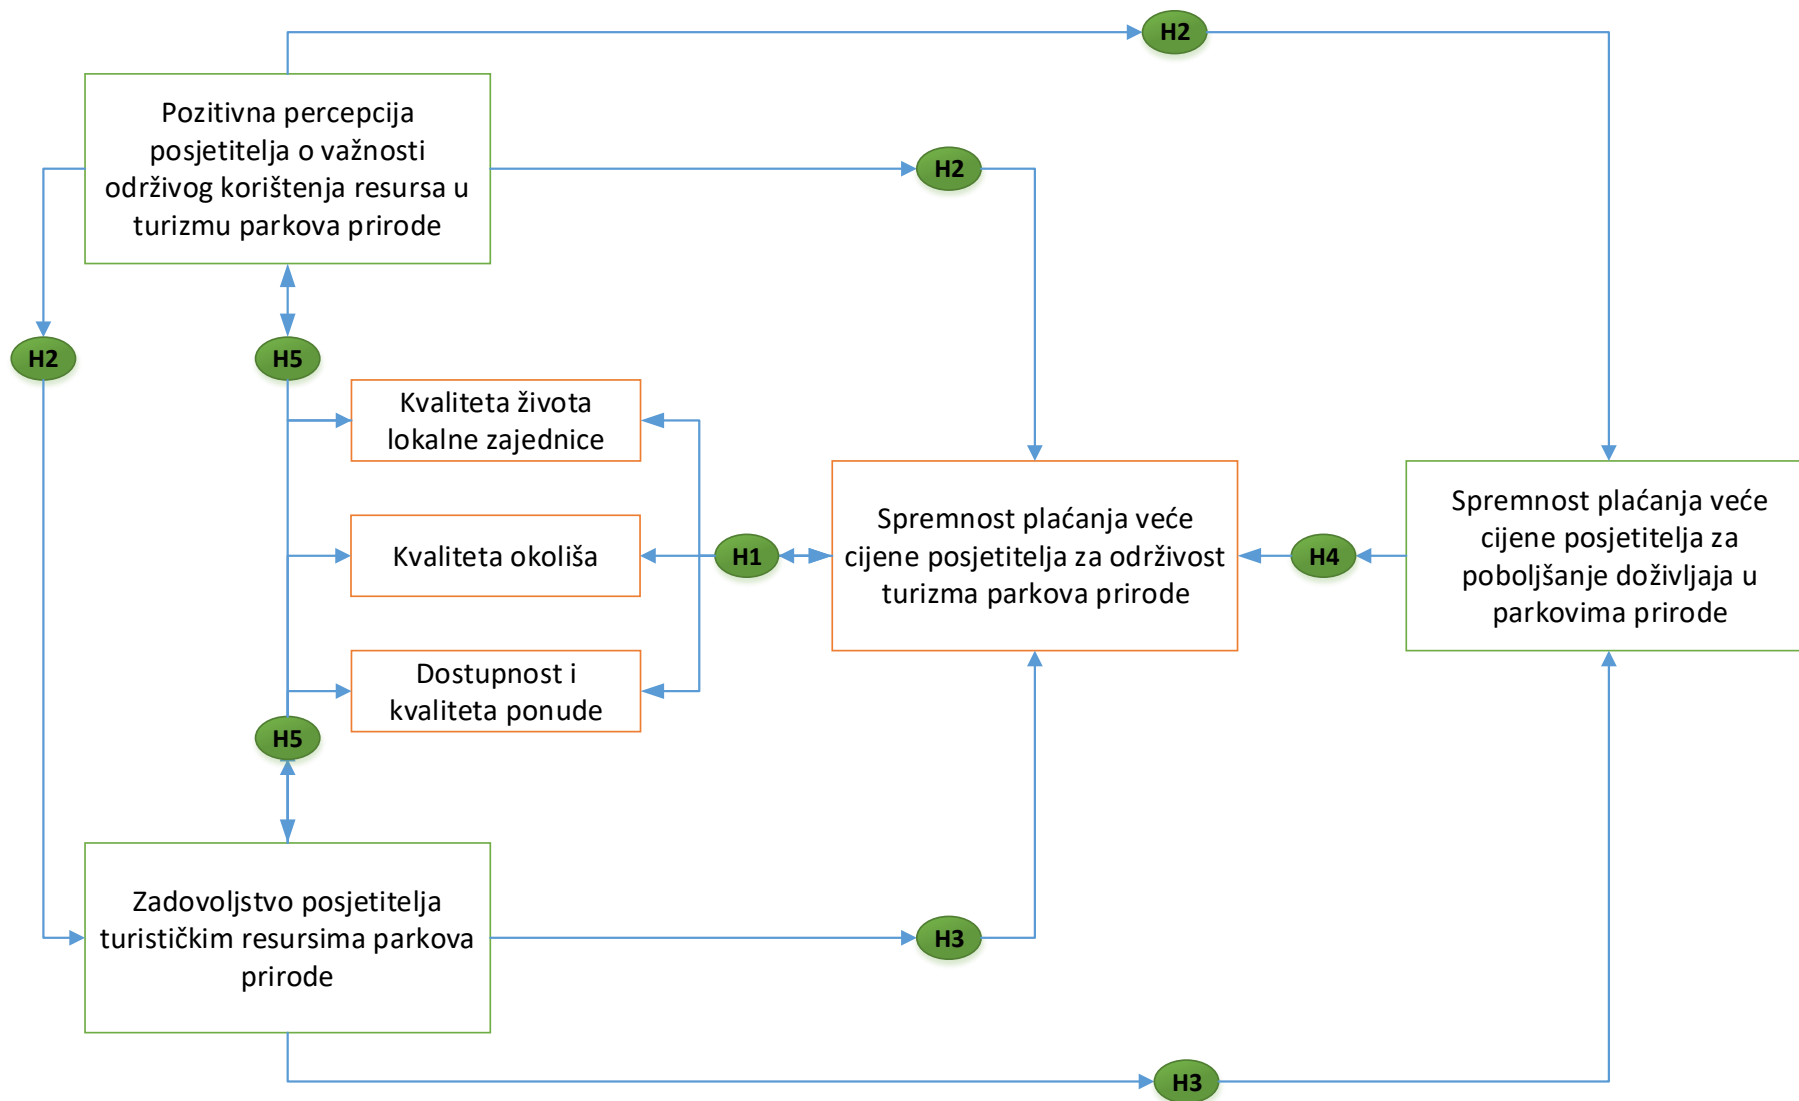 H2
Pozitivna percepcija
posjetitelja o važnosti
održivog korištenja resursa u
turizmu parkova prirode
H2
H2
H5
Kvaliteta života
lokalne zajednice
Kvaliteta okoliša
Dostupnost i
kvaliteta ponude
H1
Spremnost plaćanja veće
cijene posjetitelja za održivost
turizma parkova prirode
H4
Spremnost plaćanja veće
cijene posjetitelja za
poboljšanje doživljaja u
parkovima prirode
H5
Zadovoljstvo posjetitelja
turističkim resursima parkova
prirode
H3
H3